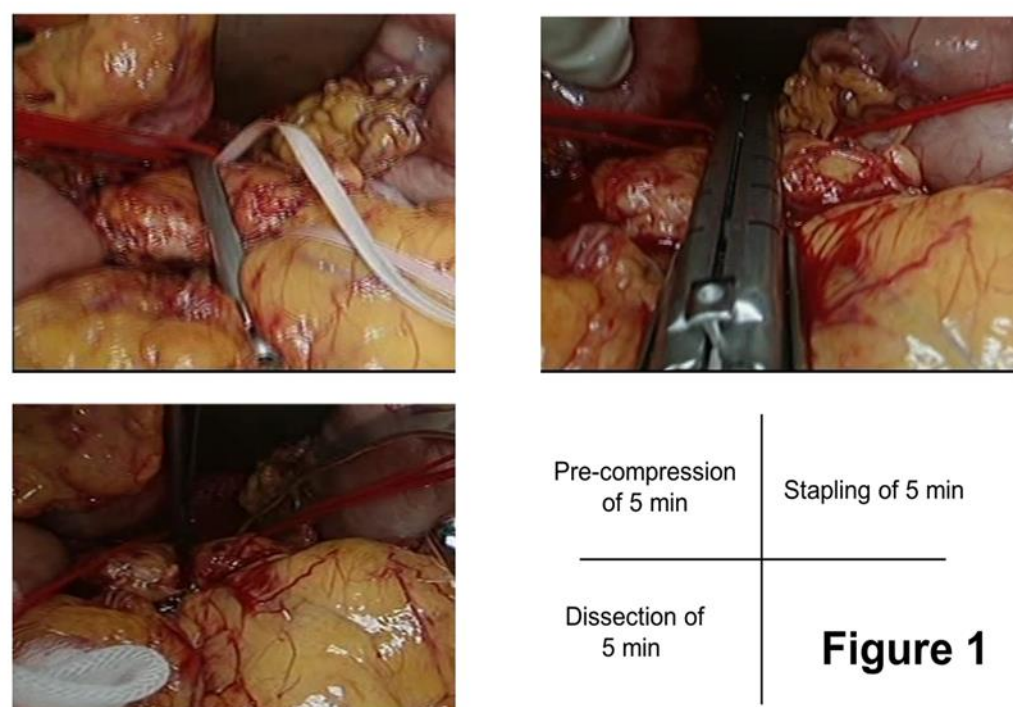 Pre-compression
of 5 min
Stapling of 5 min
Dissection of
5 min
Figure 1